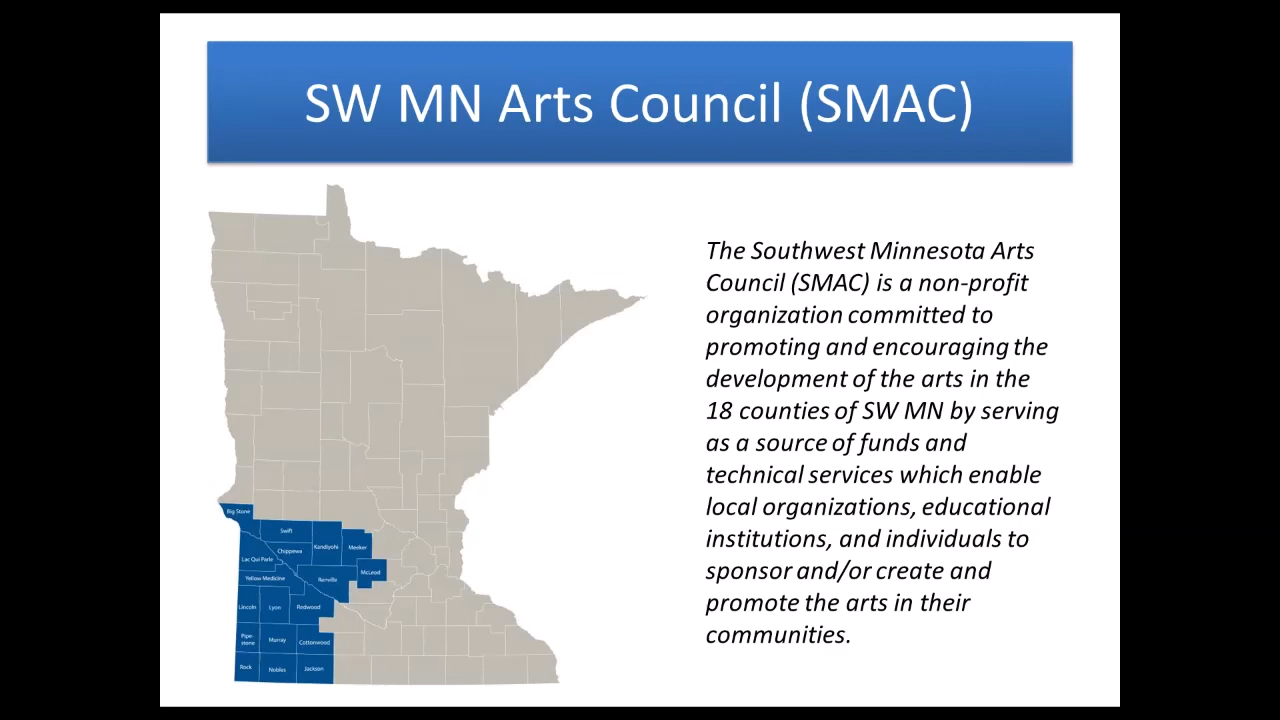 SW MN Arts Council (SMAC)
The Southwest Minnesota Arts
Council (SMAC) is a non-profit
organization committed to
promoting and encouraging the
development of the arts in the
18 counties of SW MN by serving
as a source of funds and
technical services which enable
local organizations, educational
institutions, and individuals to
sponsor and/or create and
promote the arts in their
communities.
Big Stone
Swift
Chippewa
Kandiyohi
Meeker
Lac Qui Parle
McLeod
Yellow Medicine
Renville
Lincoln
Lyon
Redwood
Pipe-
stone
Murray
Cottonwood
Rock
Nobles
Jackson